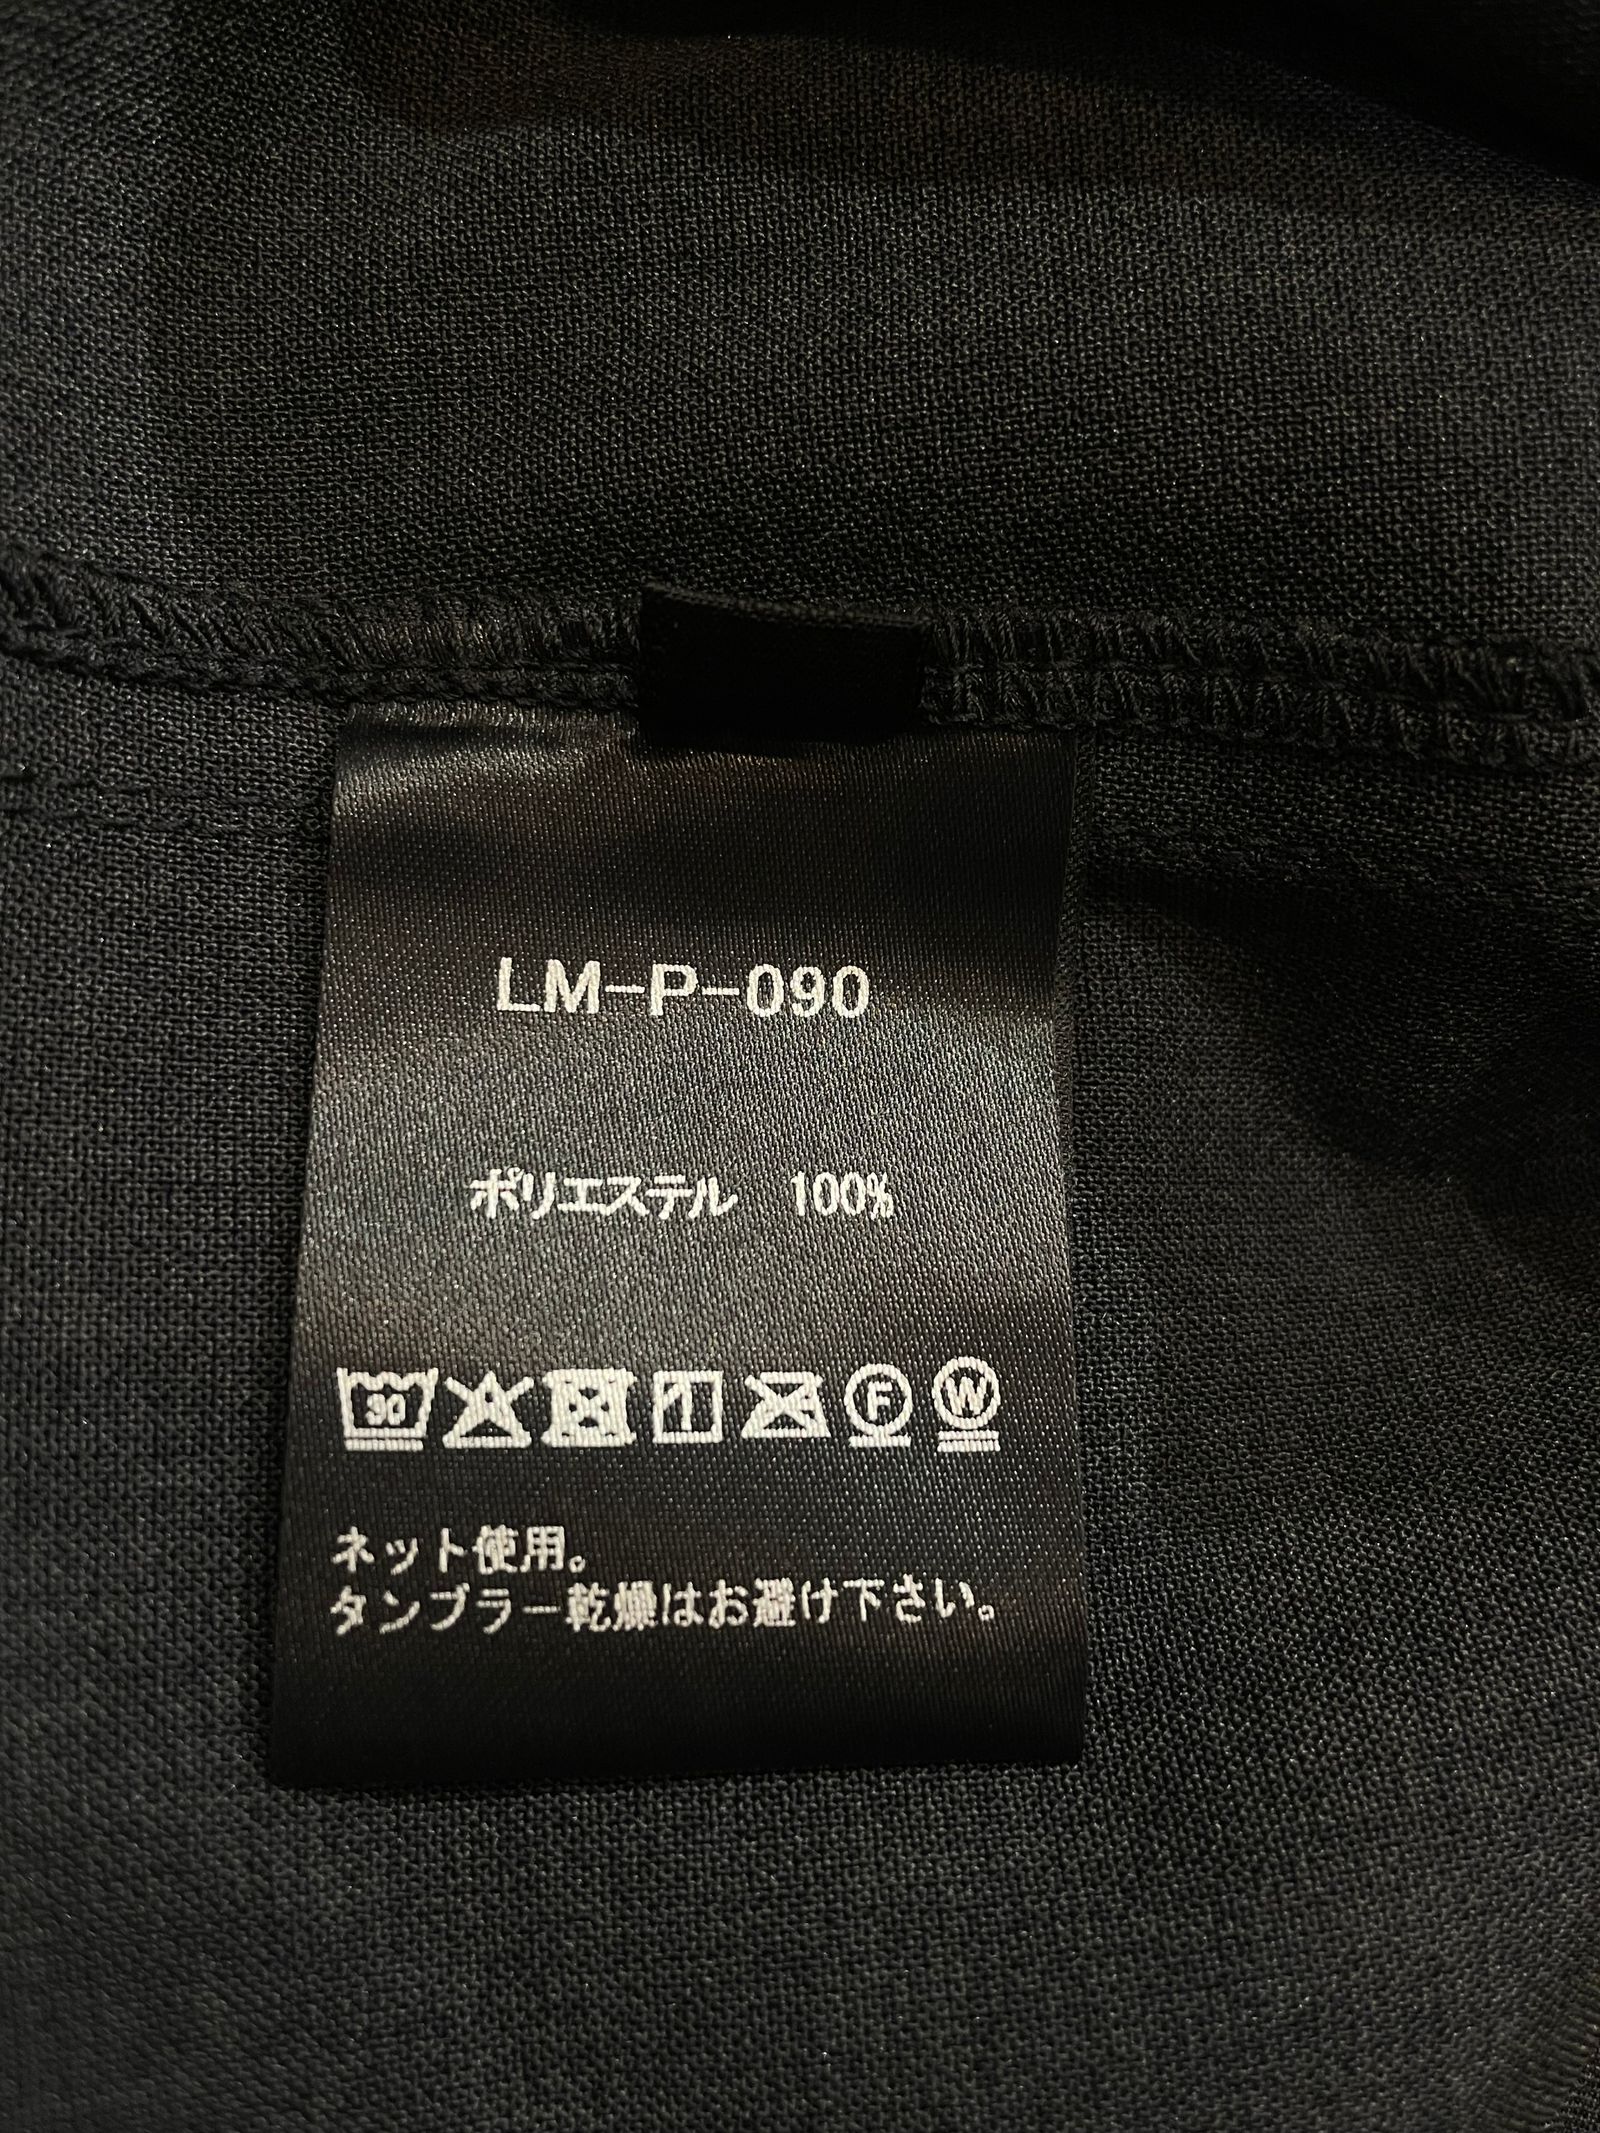 LM-P-090
ポリエステル 100%
30 F W
ネット使用。
タンブラー乾燥はお避け下さい。